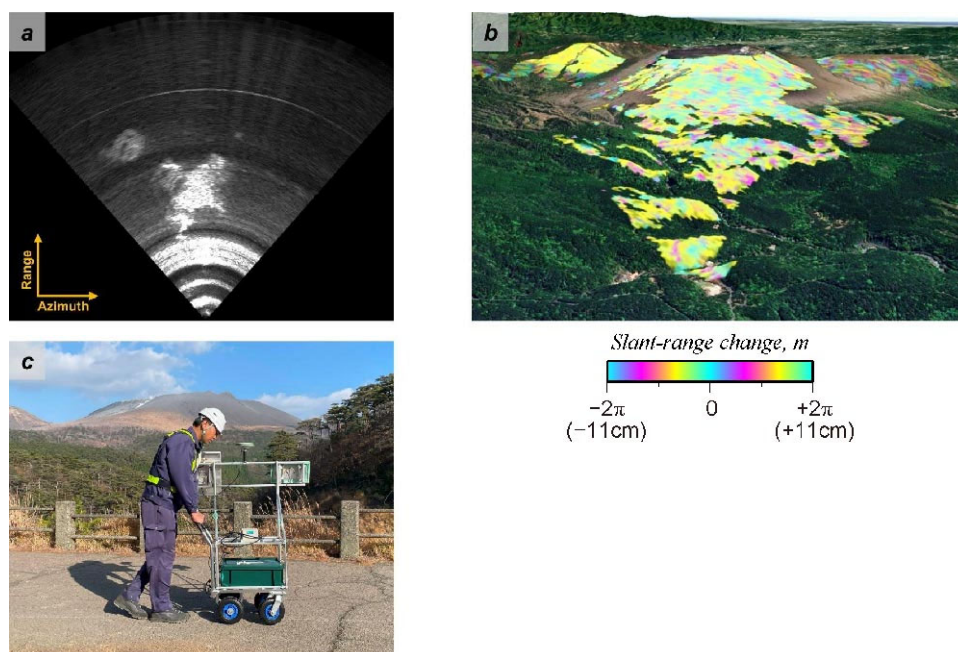 a
Range
Azimuth
b
Slant-range change, m
−2π 0 +2π
(−11cm) (+11cm)
c